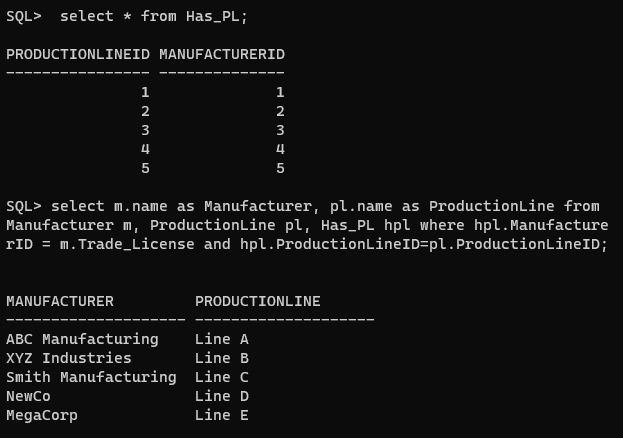 SQL>  select * from Has_PL;
PRODUCTIONLINEID MANUFACTURERID
---------------- --------------
               1              1
               2              2
               3              3
               4              4
               5              5
SQL> select m.name as Manufacturer, pl.name as ProductionLine from
Manufacturer m, ProductionLine pl, Has_PL hpl where hpl.Manufacture
rID = m.Trade_License and hpl.ProductionLineID=pl.ProductionLineID;
MANUFACTURER         PRODUCTIONLINE
-------------------- --------------------
ABC Manufacturing    Line A
XYZ Industries       Line B
Smith Manufacturing  Line C
NewCo                Line D
MegaCorp             Line E